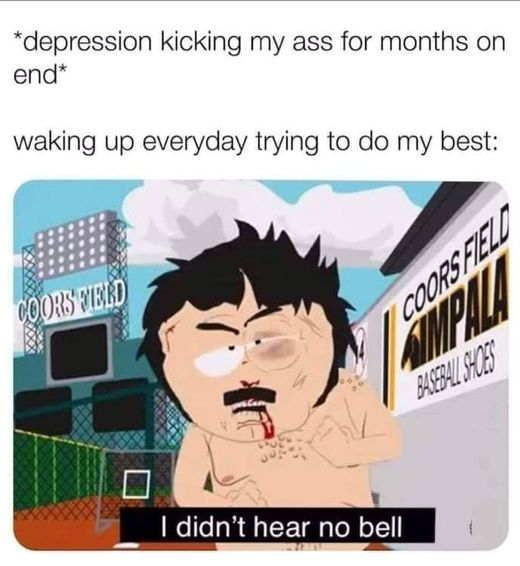 *depression kicking my ass for months on
end*
waking up everyday trying to do my best:
COORS FIELD
COORS FIELD
IMPALA
BASEBALL SHOES
I didn't hear no bell